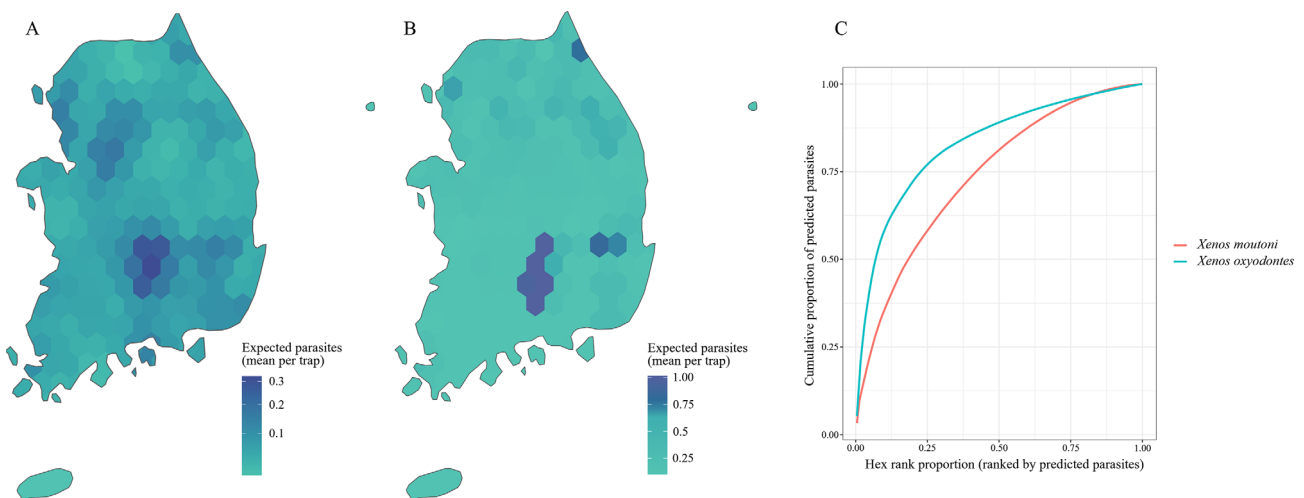 A
B
C
Expected parasites
(mean per trap)
0.3
0.2
0.1
Expected parasites
(mean per trap)
1.00
0.75
0.5
0.25
Cumulative proportion of predicted parasites
1.00
0.75
0.50
0.25
0.00
0.00 0.25 0.50 0.75 1.00
Hex rank proportion (ranked by predicted parasites)
Xenos moutoni
Xenos oxyodontes